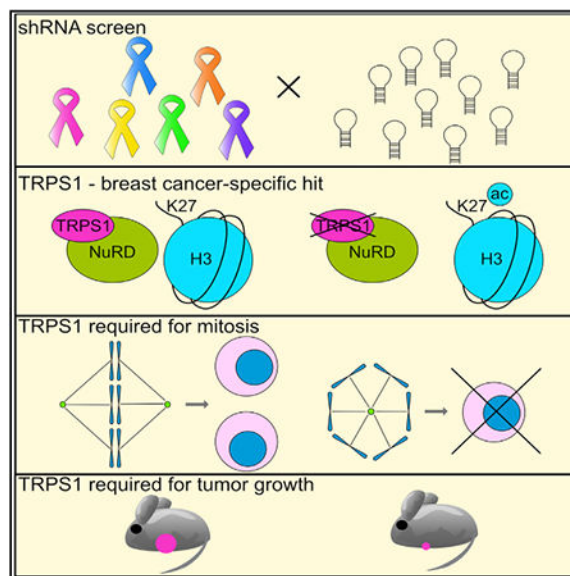 shRNA screen
TRPS1 - breast cancer-specific hit
K27
TRPS1
NuRD
H3
ac
K27
TRPS1
NuRD
H3
TRPS1 required for mitosis
TRPS1 required for tumor growth